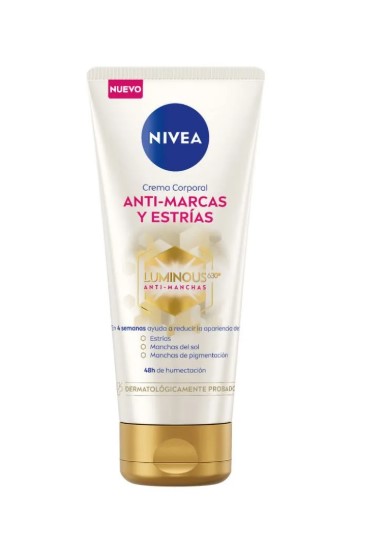 NUEVO
NIVEA
Crema Corporal
ANTI-MARCAS
Y ESTRÍAS
LUMINOUS630®
ANTI-MANCHAS
4 semanas ayuda a reducir la apariencia de
Estrías
Manchas del sol
Manchas de pigmentación
48h de humectación
DERMATOLÓGICAMENTE PROBADO